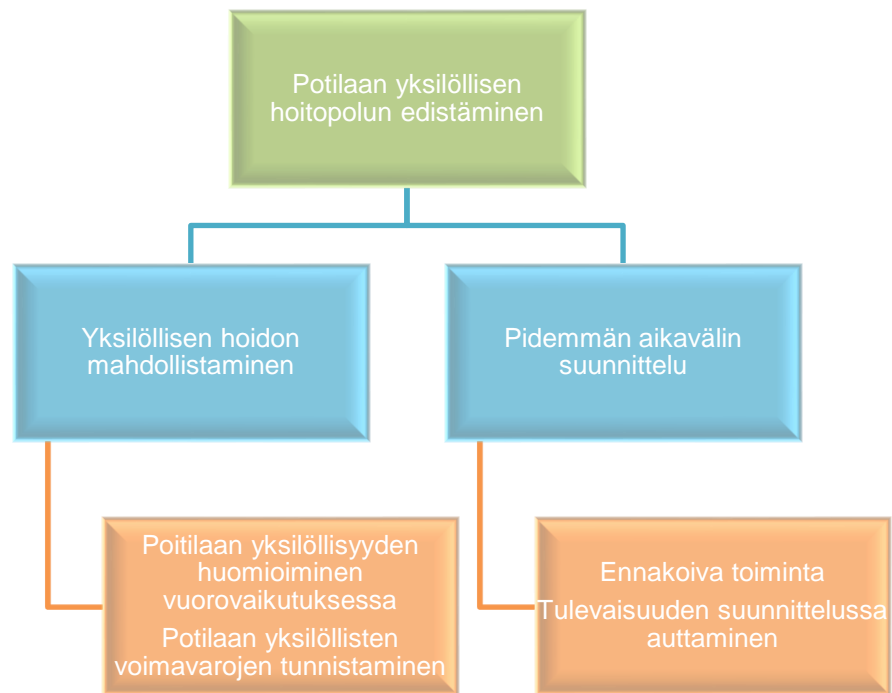 Potilaan yksilöllisen
hoitopolun edistäminen
Yksilöllisen hoidon
mahdollistaminen
Pidemmän aikavälin
suunnittelu
Poitilaan yksilöllisyyden
huomioiminen
vuorovaikutuksessa
Potilaan yksilöllisten
voimavarojen tunnistaminen
Ennakoiva toiminta
Tulevaisuuden suunnittelussa
auttaminen